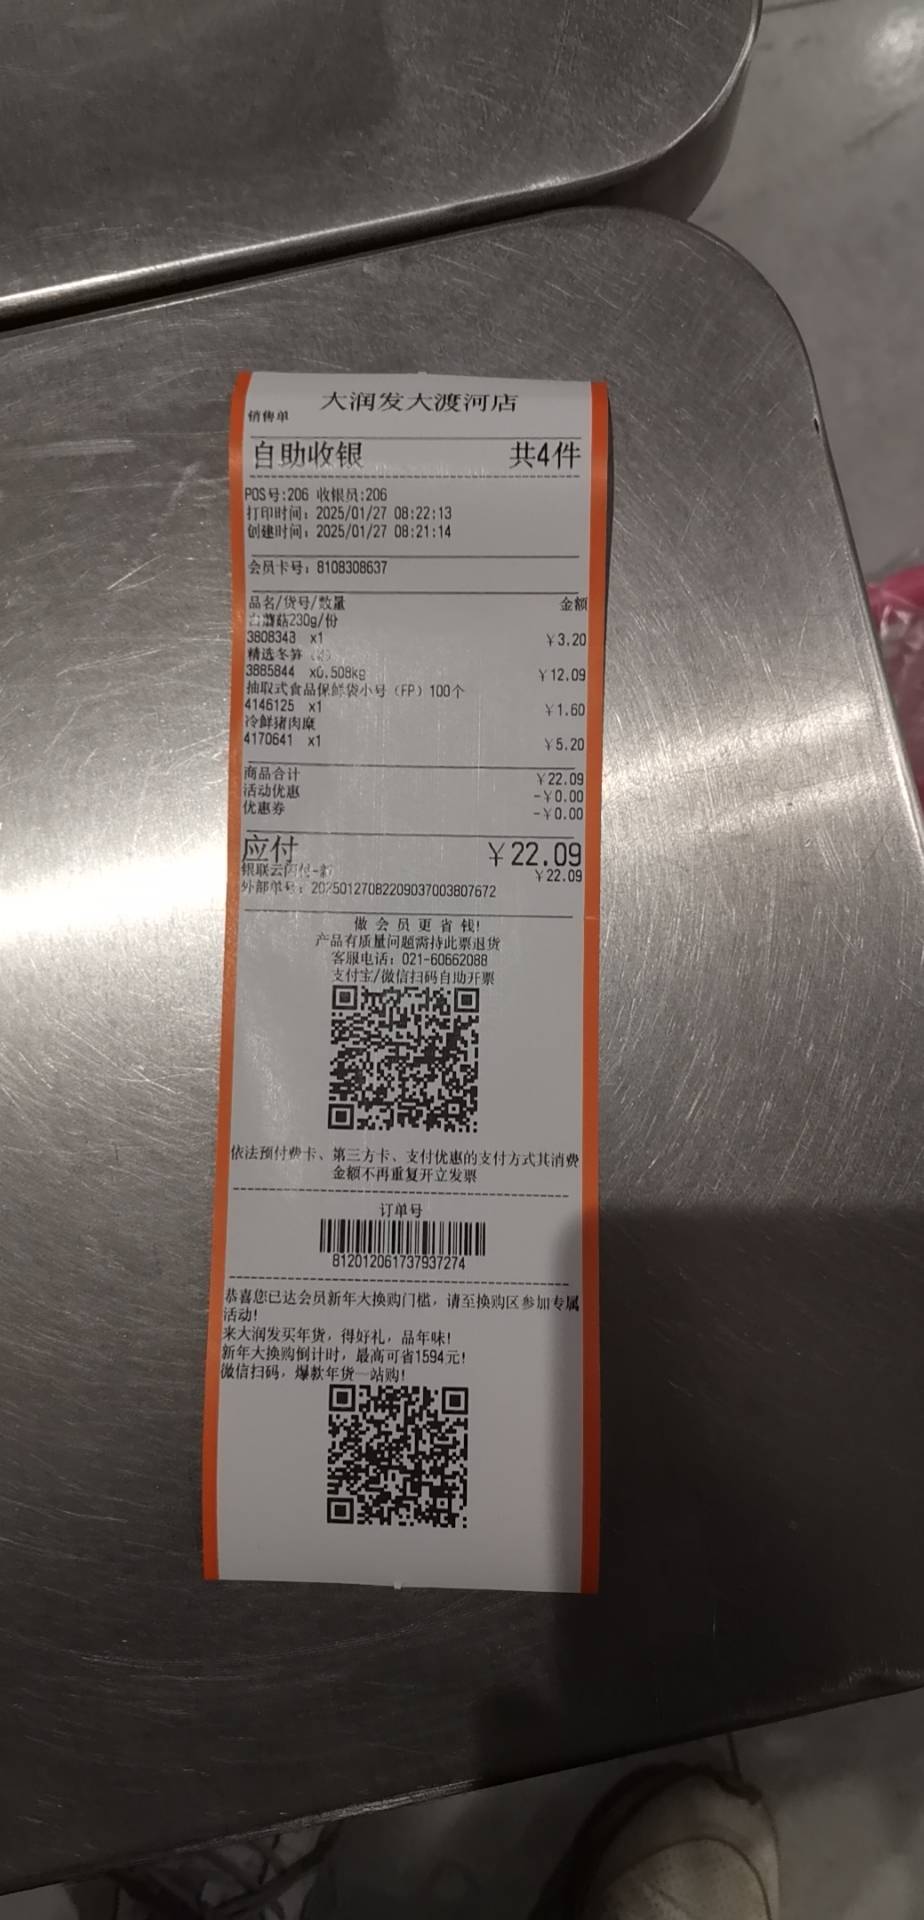 大润发大渡河店
销售单
自助收银 共4件
POS号:206 收银员:206
打印时间: 2025/01/27 08:22:13
创建时间: 2025/01/27 08:21:14
会员卡号: 8108308637
品名/货号/数量 金额
白蘑菇230g/份
3808343 x1 ¥3.20
精选冬笋
3885844 x0.508kg ¥12.09
抽取式食品保鲜袋小号(FP)100个
4146125 x1 ¥1.60
冷鲜猪肉糜
4170641 x1 ¥5.20
商品合计 ¥22.09
活动优惠 -¥0.00
优惠券 -¥0.00
应付 ¥22.09
银联云闪付-新 ¥22.09
外部单号: 20250127082209037003807672
做会员更省钱!
产品有质量问题需持此票退货
客服电话: 021-60662088
支付宝/微信扫码自助开票
依法预付费卡、第三方卡、支付优惠的支付方式其消费
金额不再重复开立发票
订单号
812012061737937274
恭喜您已达会员新年大换购门槛, 请至换购区参加专属
活动!
来大润发买年货, 得好礼, 品年味!
新年大换购倒计时, 最高可省1594元!
微信扫码, 爆款年货一站购!